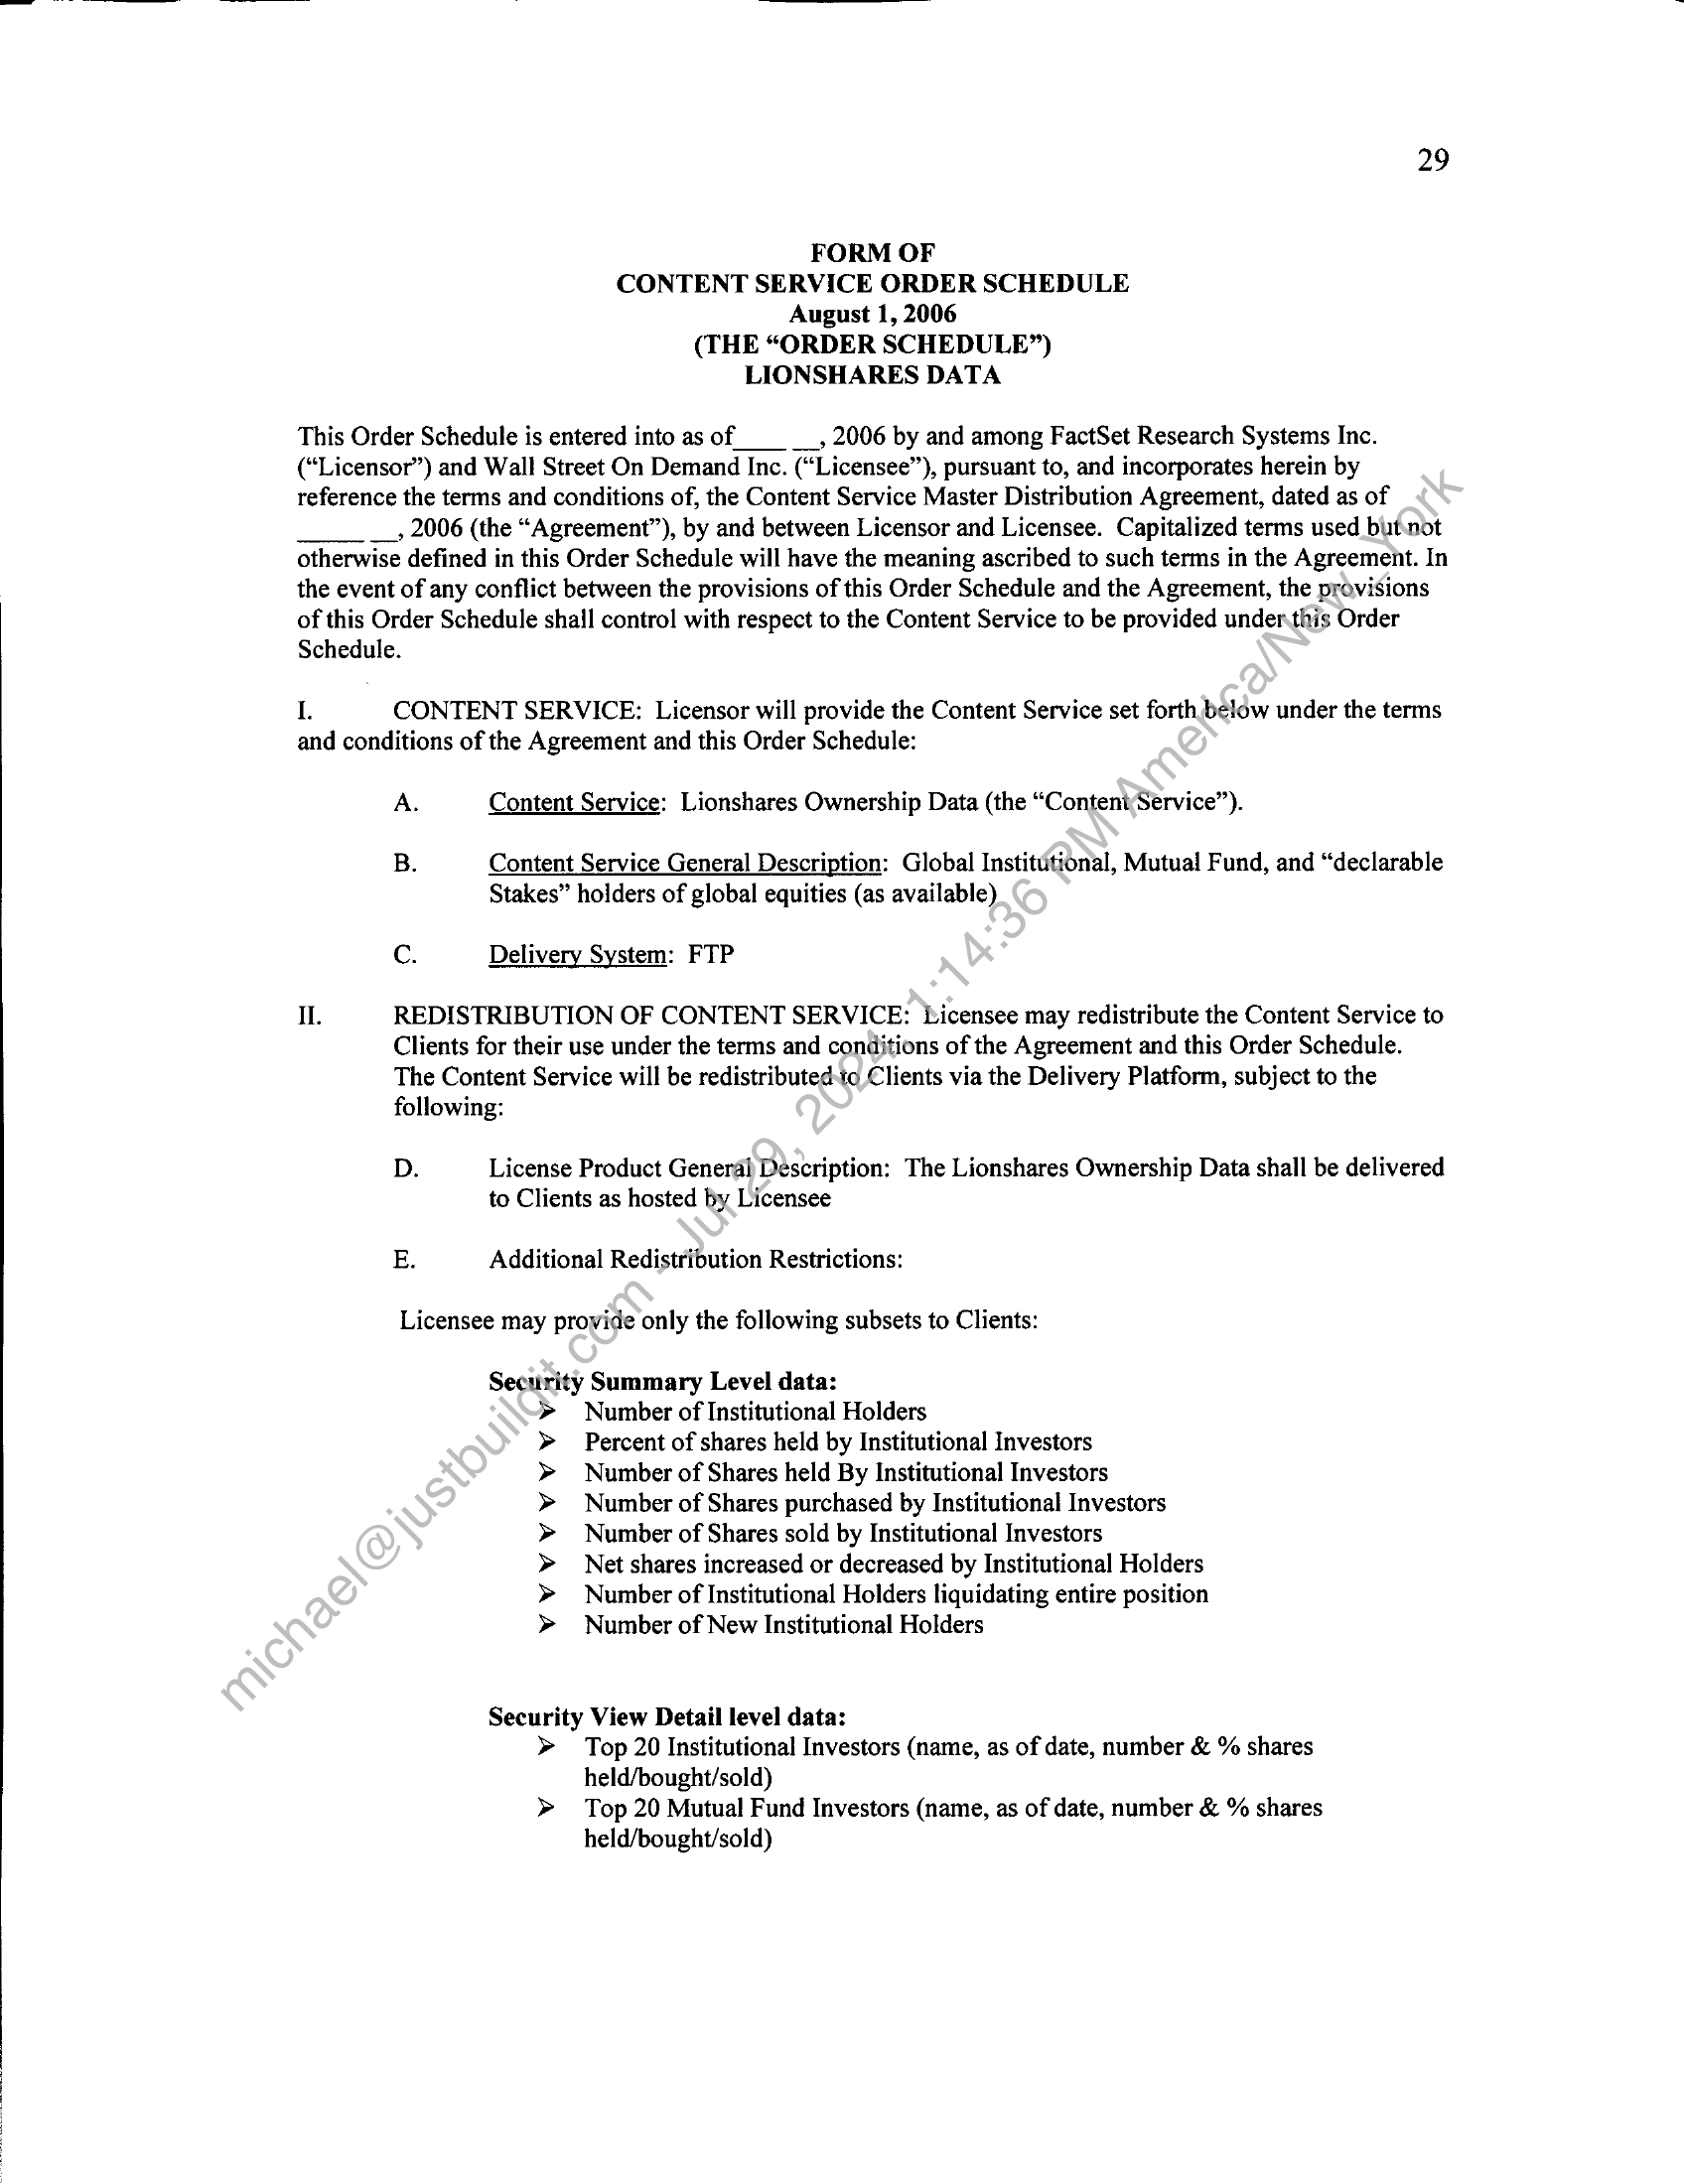 29
FORM OF
CONTENT SERVICE ORDER SCHEDULE
August 1, 2006
(THE “ORDER SCHEDULE”)
LIONSHARES DATA
This Order Schedule is entered into as of____ __, 2006 by and among FactSet Research Systems Inc.
(“Licensor”) and Wall Street On Demand Inc. (“Licensee”), pursuant to, and incorporates herein by
reference the terms and conditions of, the Content Service Master Distribution Agreement, dated as of
_____ __, 2006 (the “Agreement”), by and between Licensor and Licensee. Capitalized terms used but not
otherwise defined in this Order Schedule will have the meaning ascribed to such terms in the Agreement. In
the event of any conflict between the provisions of this Order Schedule and the Agreement, the provisions
of this Order Schedule shall control with respect to the Content Service to be provided under this Order
Schedule.
I. CONTENT SERVICE: Licensor will provide the Content Service set forth below under the terms
and conditions of the Agreement and this Order Schedule:
A. Content Service: Lionshares Ownership Data (the “Content Service”).
B. Content Service General Description: Global Institutional, Mutual Fund, and “declarable
Stakes” holders of global equities (as available)
C. Delivery System: FTP
II. REDISTRIBUTION OF CONTENT SERVICE: Licensee may redistribute the Content Service to
Clients for their use under the terms and conditions of the Agreement and this Order Schedule.
The Content Service will be redistributed to Clients via the Delivery Platform, subject to the
following:
D. License Product General Description: The Lionshares Ownership Data shall be delivered
to Clients as hosted by Licensee
E. Additional Redistribution Restrictions:
Licensee may provide only the following subsets to Clients:
Security Summary Level data:
➢ Number of Institutional Holders
➢ Percent of shares held by Institutional Investors
➢ Number of Shares held By Institutional Investors
➢ Number of Shares purchased by Institutional Investors
➢ Number of Shares sold by Institutional Investors
➢ Net shares increased or decreased by Institutional Holders
➢ Number of Institutional Holders liquidating entire position
➢ Number of New Institutional Holders
Security View Detail level data:
➢ Top 20 Institutional Investors (name, as of date, number & % shares
held/bought/sold)
➢ Top 20 Mutual Fund Investors (name, as of date, number & % shares
held/bought/sold)
michael@justbuildit.com - Jul 29, 2024, 1:14:36 PM America/New_York